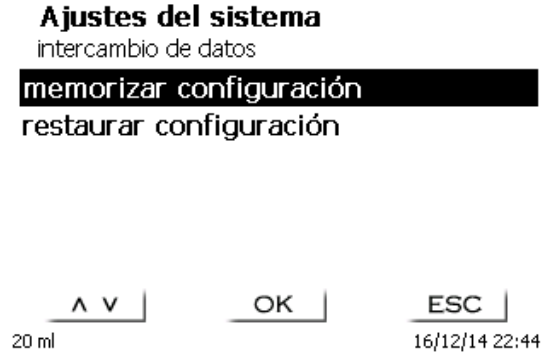 Ajustes del sistema
intercambio de datos
memorizar configuración
restaurar configuración
∧ ∨ OK ESC
20 ml 16/12/14 22:44